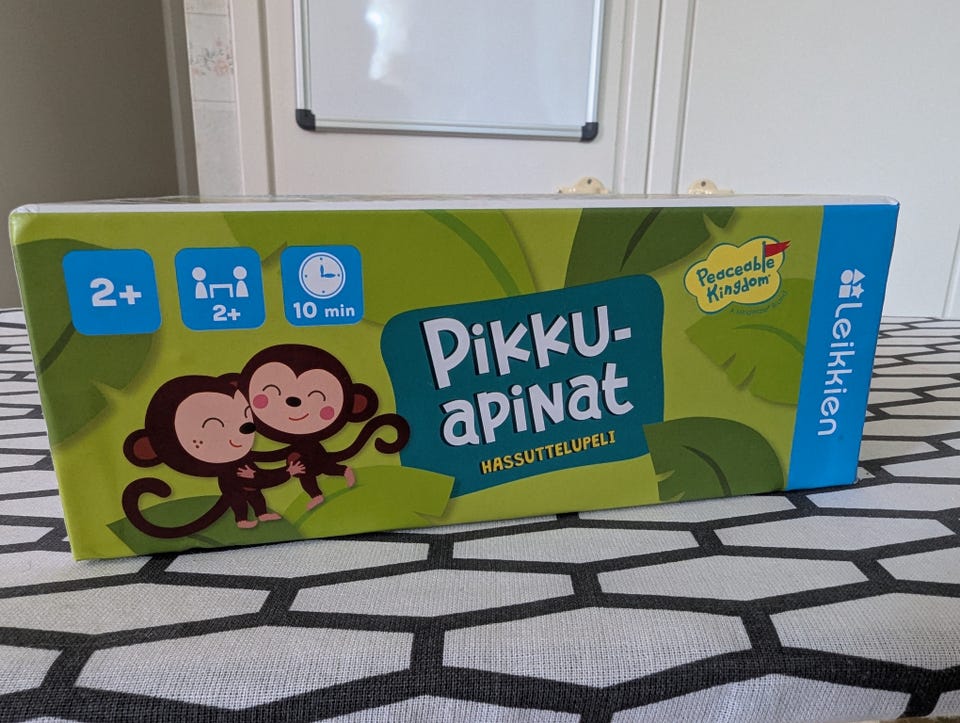 2+
2+
10 min
Pikku-
apinat
HASSUTTELUPELI
Peaceable
Kingdom
Leikkien